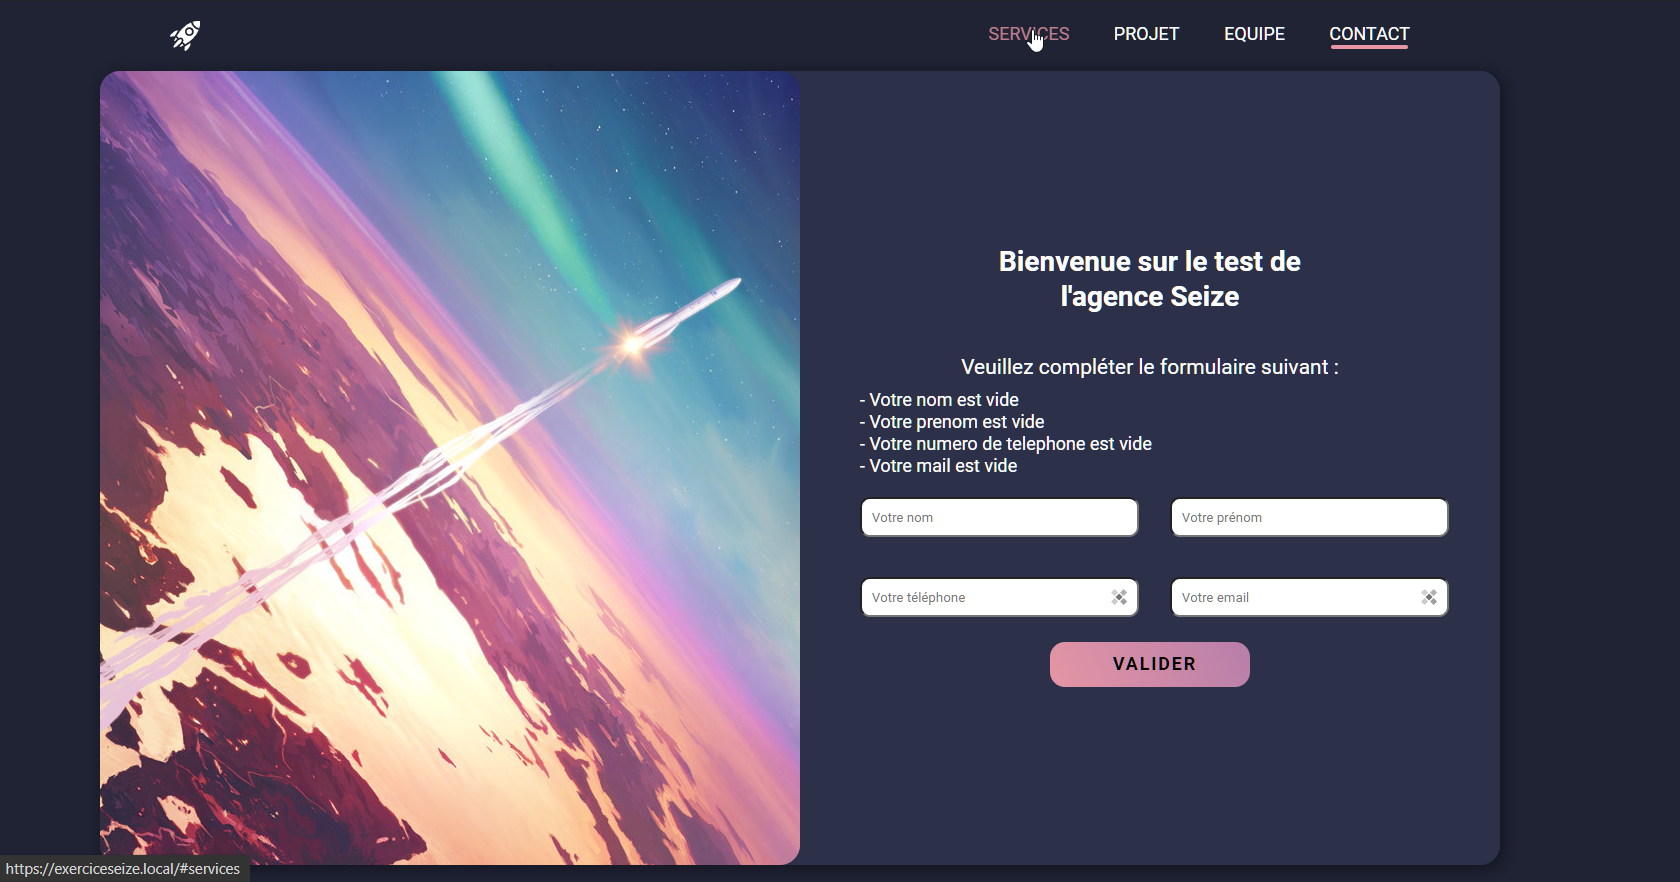 SERVICES PROJET EQUIPE CONTACT
Bienvenue sur le test de
l'agence Seize
Veuillez compléter le formulaire suivant :
- Votre nom est vide
- Votre prenom est vide
- Votre numero de telephone est vide
- Votre mail est vide
Votre nom Votre prénom
Votre téléphone Votre email
VALIDER
https://exerciceseize.local/#services